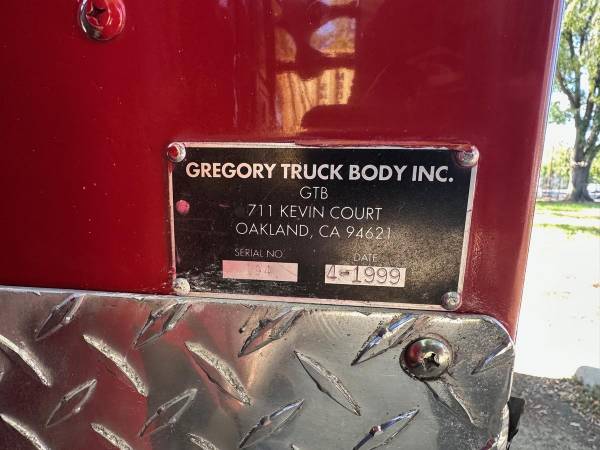 GREGORY TRUCK BODY INC.
GTB
711 KEVIN COURT
OAKLAND, CA 94621
SERIAL NO
DATE
4-1999